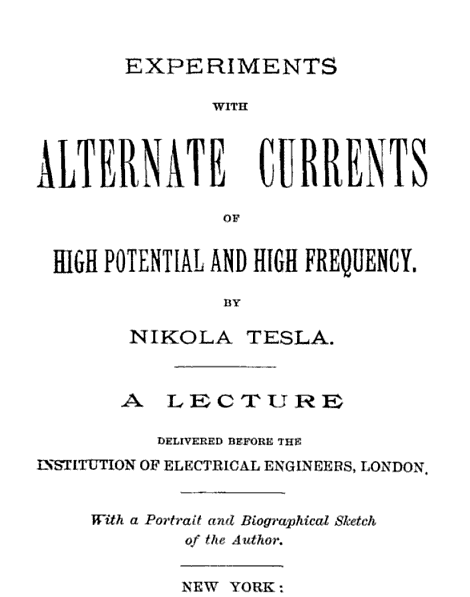 EXPERIMENTS
WITH
ALTERNATE CURRENTS
OF
HIGH POTENTIAL AND HIGH FREQUENCY.
BY
NIKOLA TESLA.
A LECTURE
DELIVERED BEFORE THE
INSTITUTION OF ELECTRICAL ENGINEERS, LONDON.
With a Portrait and Biographical Sketch
of the Author.
NEW YORK: